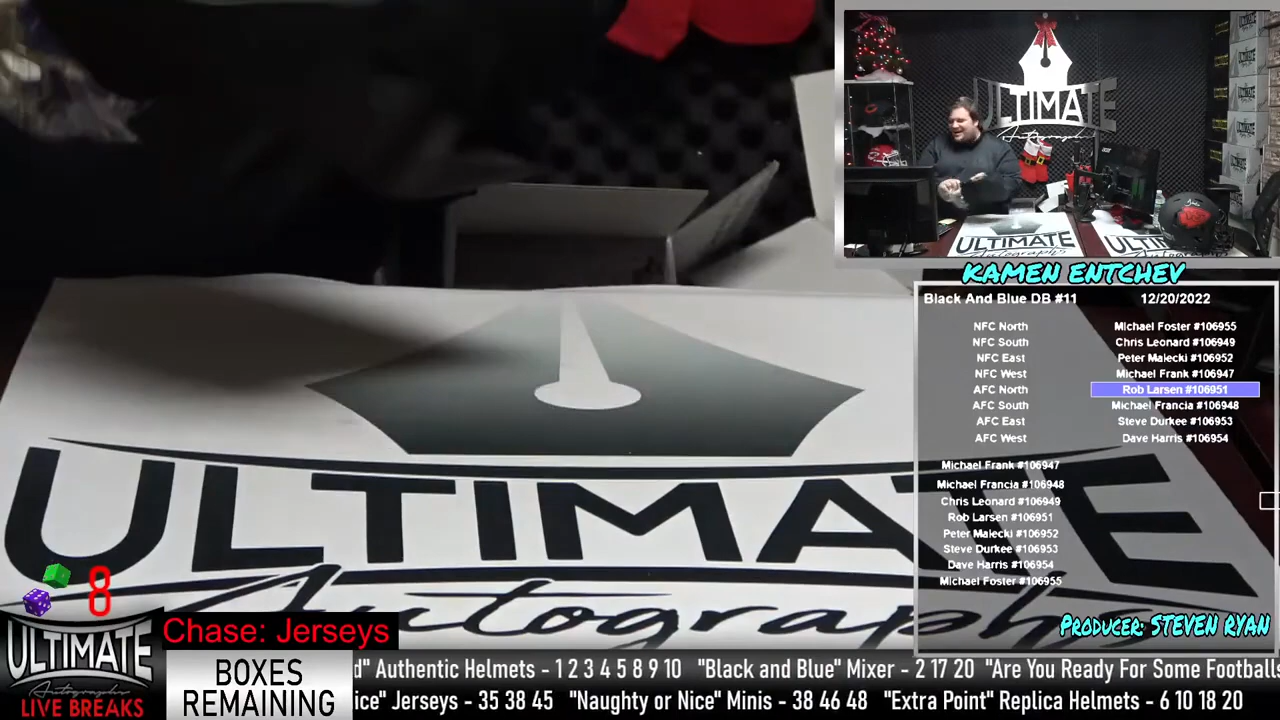 ULTIMATE
Autographs
ULTIMATE
Autographs
KAMEN ENTCHEV
Black And Blue DB #11 12/20/2022
NFC North Michael Foster #106955
NFC South Chris Leonard #106949
NFC East Peter Malecki #106952
NFC West Michael Frank #106947
AFC North Rob Larsen #106951
AFC South Michael Francia #106948
AFC East Steve Durkee #106953
AFC West Dave Harris #106954
Michael Frank #106947
Michael Francia #106948
Chris Leonard #106949
Rob Larsen #106951
Peter Malecki #106952
Steve Durkee #106953
Dave Harris #106954
Michael Foster #106955
ULTIMATE
Autographs
PRODUCER: STEVEN RYAN
8
ULTIMATE
Autographs
LIVE BREAKS
Chase: Jerseys
BOXES
REMAINING
d" Authentic Helmets - 1 2 3 4 5 8 9 10 "Black and Blue" Mixer - 2 17 20 "Are You Ready For Some Footballs
ice" Jerseys - 35 38 45 "Naughty or Nice" Minis - 38 46 48 "Extra Point" Replica Helmets - 6 10 18 20